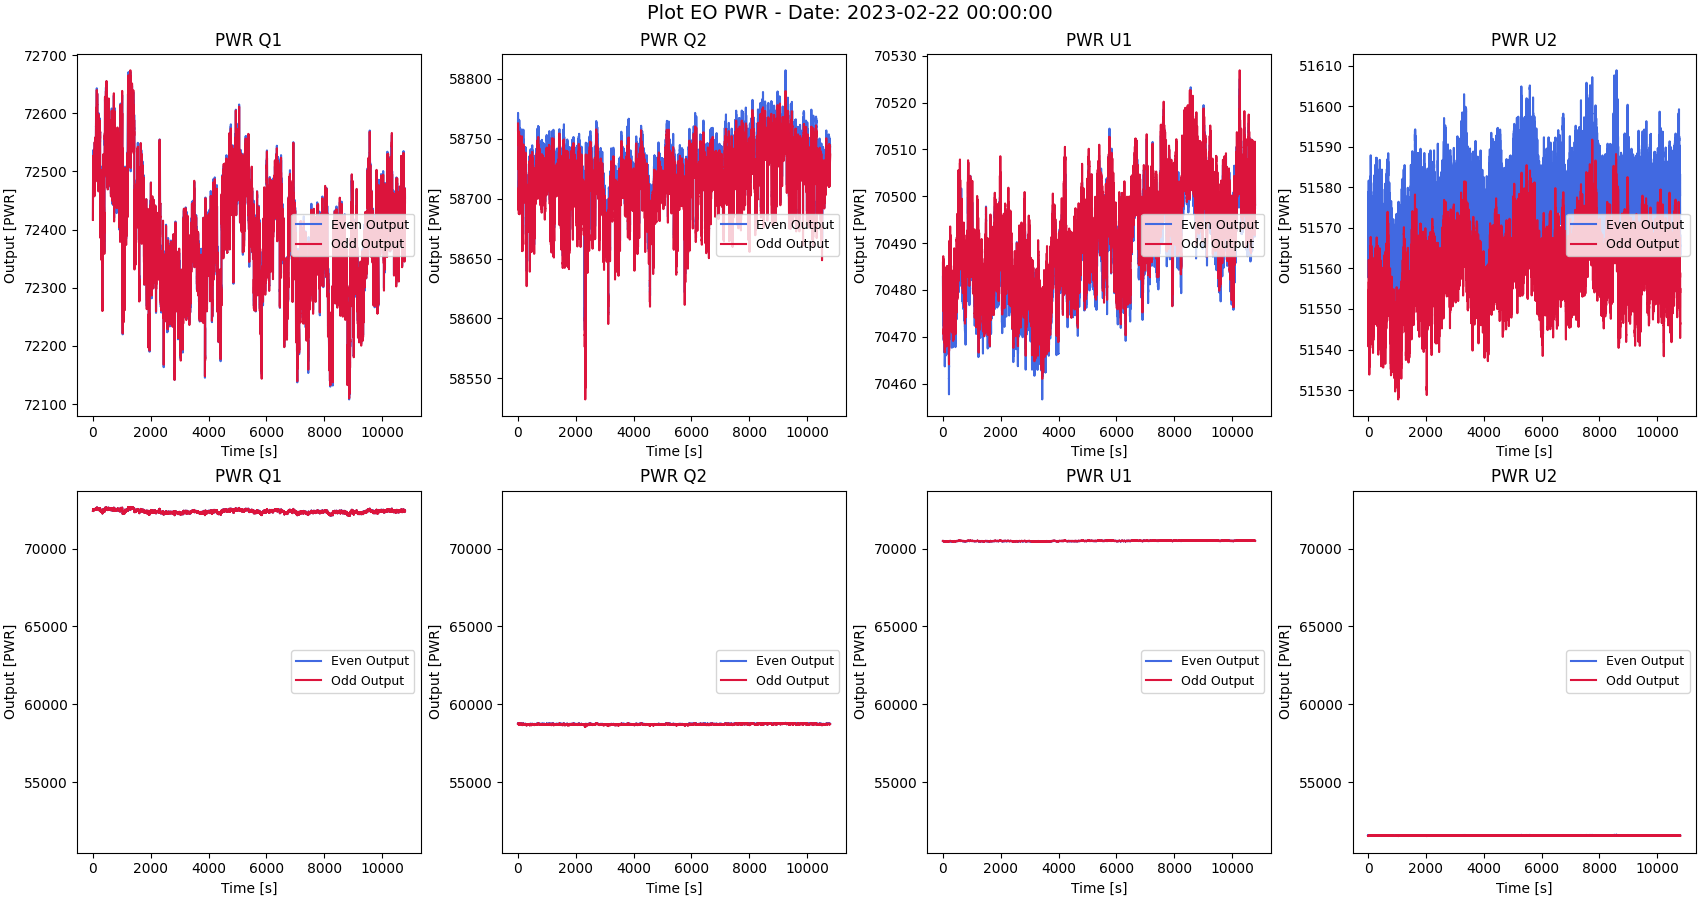 Plot EO PWR - Date: 2023-02-22 00:00:00
PWR Q1
Output [PWR]
72700
72600
72500
72400
72300
72200
72100
0 2000 4000 6000 8000 10000
Time [s]
Even Output
Odd Output
PWR Q2
Output [PWR]
58800
58750
58700
58650
58600
58550
0 2000 4000 6000 8000 10000
Time [s]
Even Output
Odd Output
PWR U1
Output [PWR]
70530
70520
70510
70500
70490
70480
70470
70460
0 2000 4000 6000 8000 10000
Time [s]
Even Output
Odd Output
PWR U2
Output [PWR]
51610
51600
51590
51580
51570
51560
51550
51540
51530
0 2000 4000 6000 8000 10000
Time [s]
Even Output
Odd Output
PWR Q1
Output [PWR]
70000
65000
60000
55000
0 2000 4000 6000 8000 10000
Time [s]
Even Output
Odd Output
PWR Q2
Output [PWR]
70000
65000
60000
55000
0 2000 4000 6000 8000 10000
Time [s]
Even Output
Odd Output
PWR U1
Output [PWR]
70000
65000
60000
55000
0 2000 4000 6000 8000 10000
Time [s]
Even Output
Odd Output
PWR U2
Output [PWR]
70000
65000
60000
55000
0 2000 4000 6000 8000 10000
Time [s]
Even Output
Odd Output